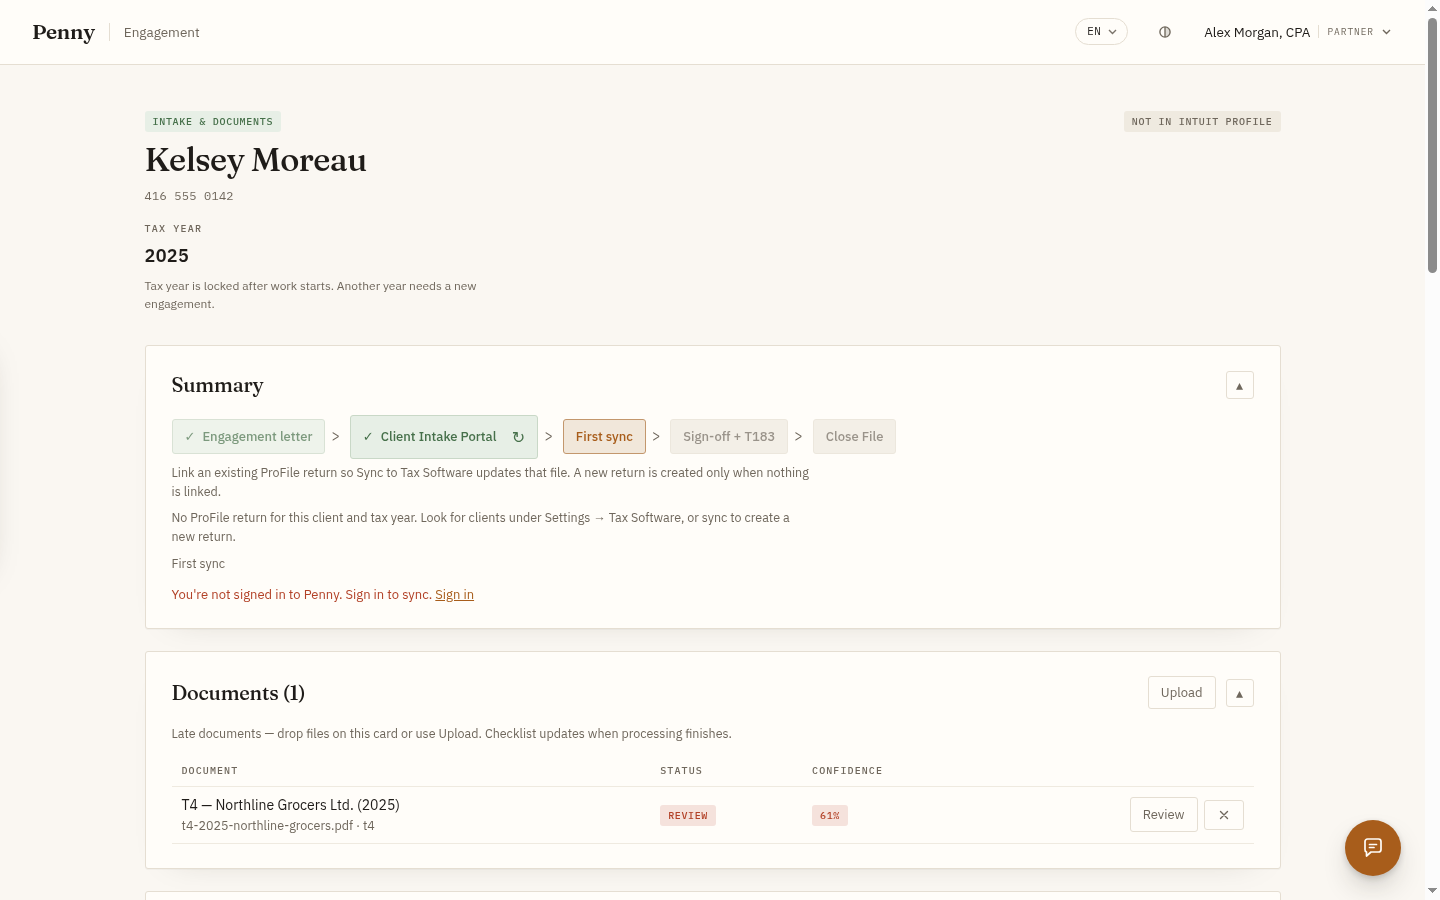 Penny
Engagement
EN
Alex Morgan, CPA
PARTNER
INTAKE & DOCUMENTS
NOT IN INTUIT PROFILE
Kelsey Moreau
416 555 0142
TAX YEAR
2025
Tax year is locked after work starts. Another year needs a new
engagement.
Summary
▴
✓ Engagement letter > ✓ Client Intake Portal ↻ > First sync > Sign-off + T183 > Close File
Link an existing ProFile return so Sync to Tax Software updates that file. A new return is created only when nothing
is linked.
No ProFile return for this client and tax year. Look for clients under Settings → Tax Software, or sync to create a
new return.
First sync
You're not signed in to Penny. Sign in to sync. Sign in
Documents (1)
Upload
▴
Late documents — drop files on this card or use Upload. Checklist updates when processing finishes.
DOCUMENT STATUS CONFIDENCE
T4 — Northline Grocers Ltd. (2025)
t4-2025-northline-grocers.pdf · t4
REVIEW
61%
Review
✕